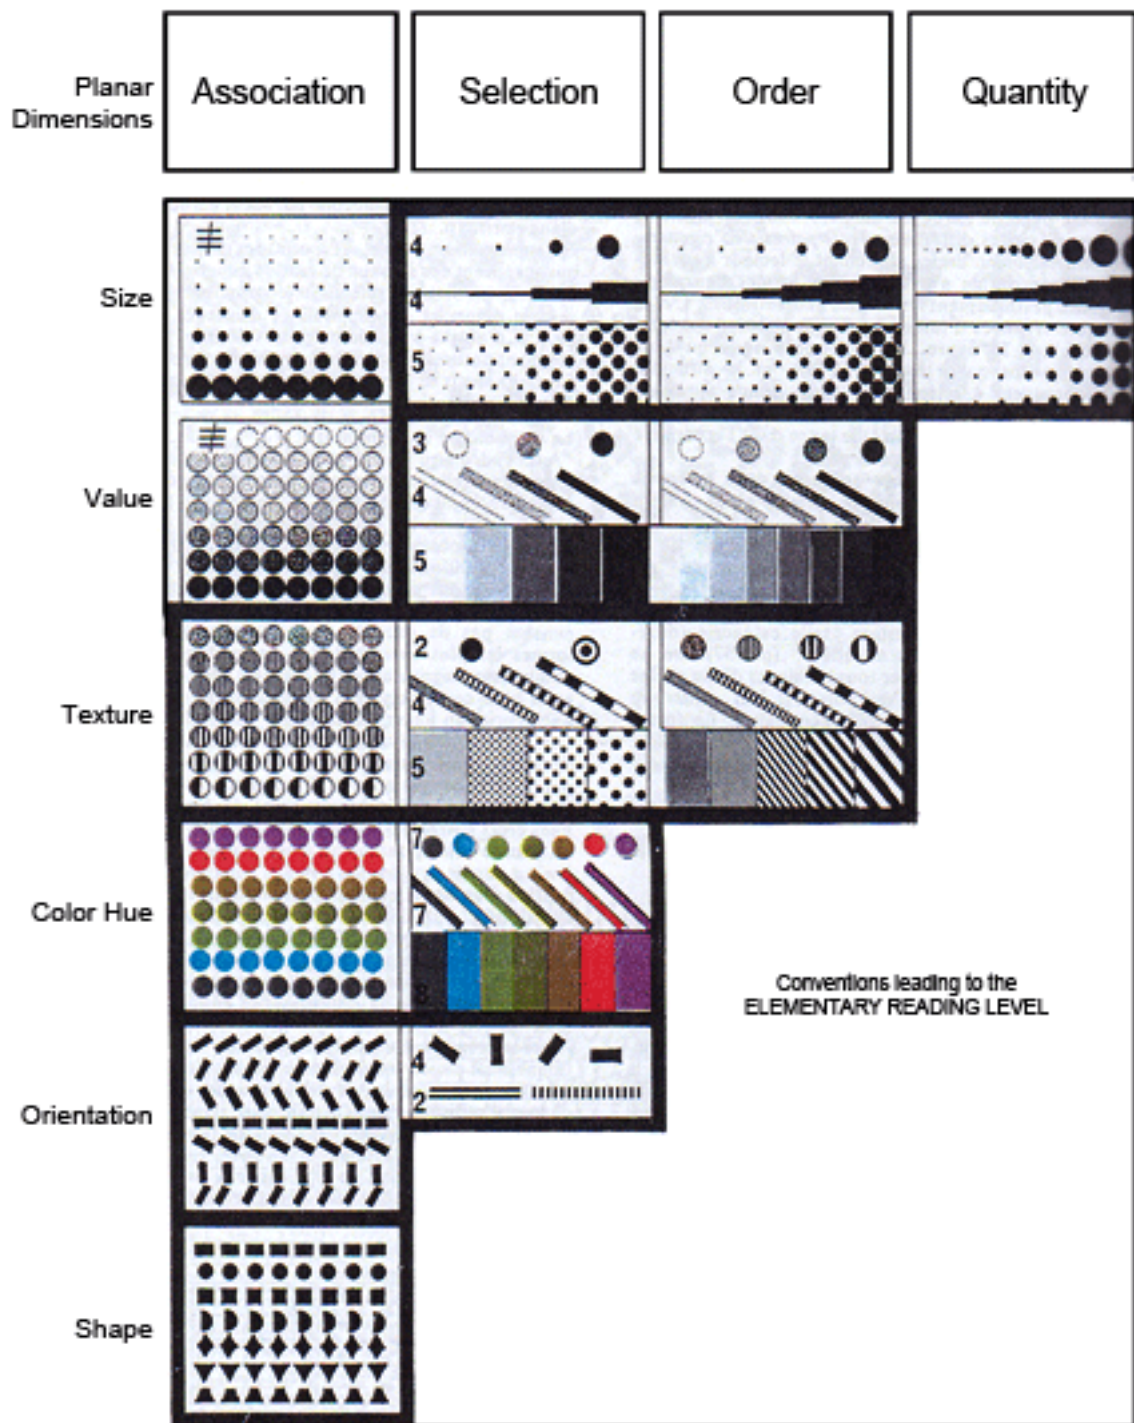 Planar
Dimensions
Association
Selection
Order
Quantity
Size
4
4
5
Value
3
4
5
Texture
2
4
5
Color Hue
7
7
8
Conventions leading to the
ELEMENTARY READING LEVEL
Orientation
4
2
Shape